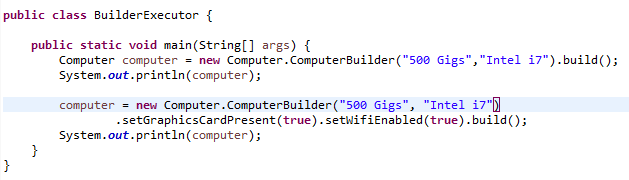 public class BuilderExecutor {
public static void main(String[] args) {
Computer computer = new Computer.ComputerBuilder("500 Gigs","Intel i7").build();
System.out.println(computer);
computer = new Computer.ComputerBuilder("500 Gigs", "Intel i7")
.setGraphicsCardPresent(true).setWifiEnabled(true).build();
System.out.println(computer);
}
}